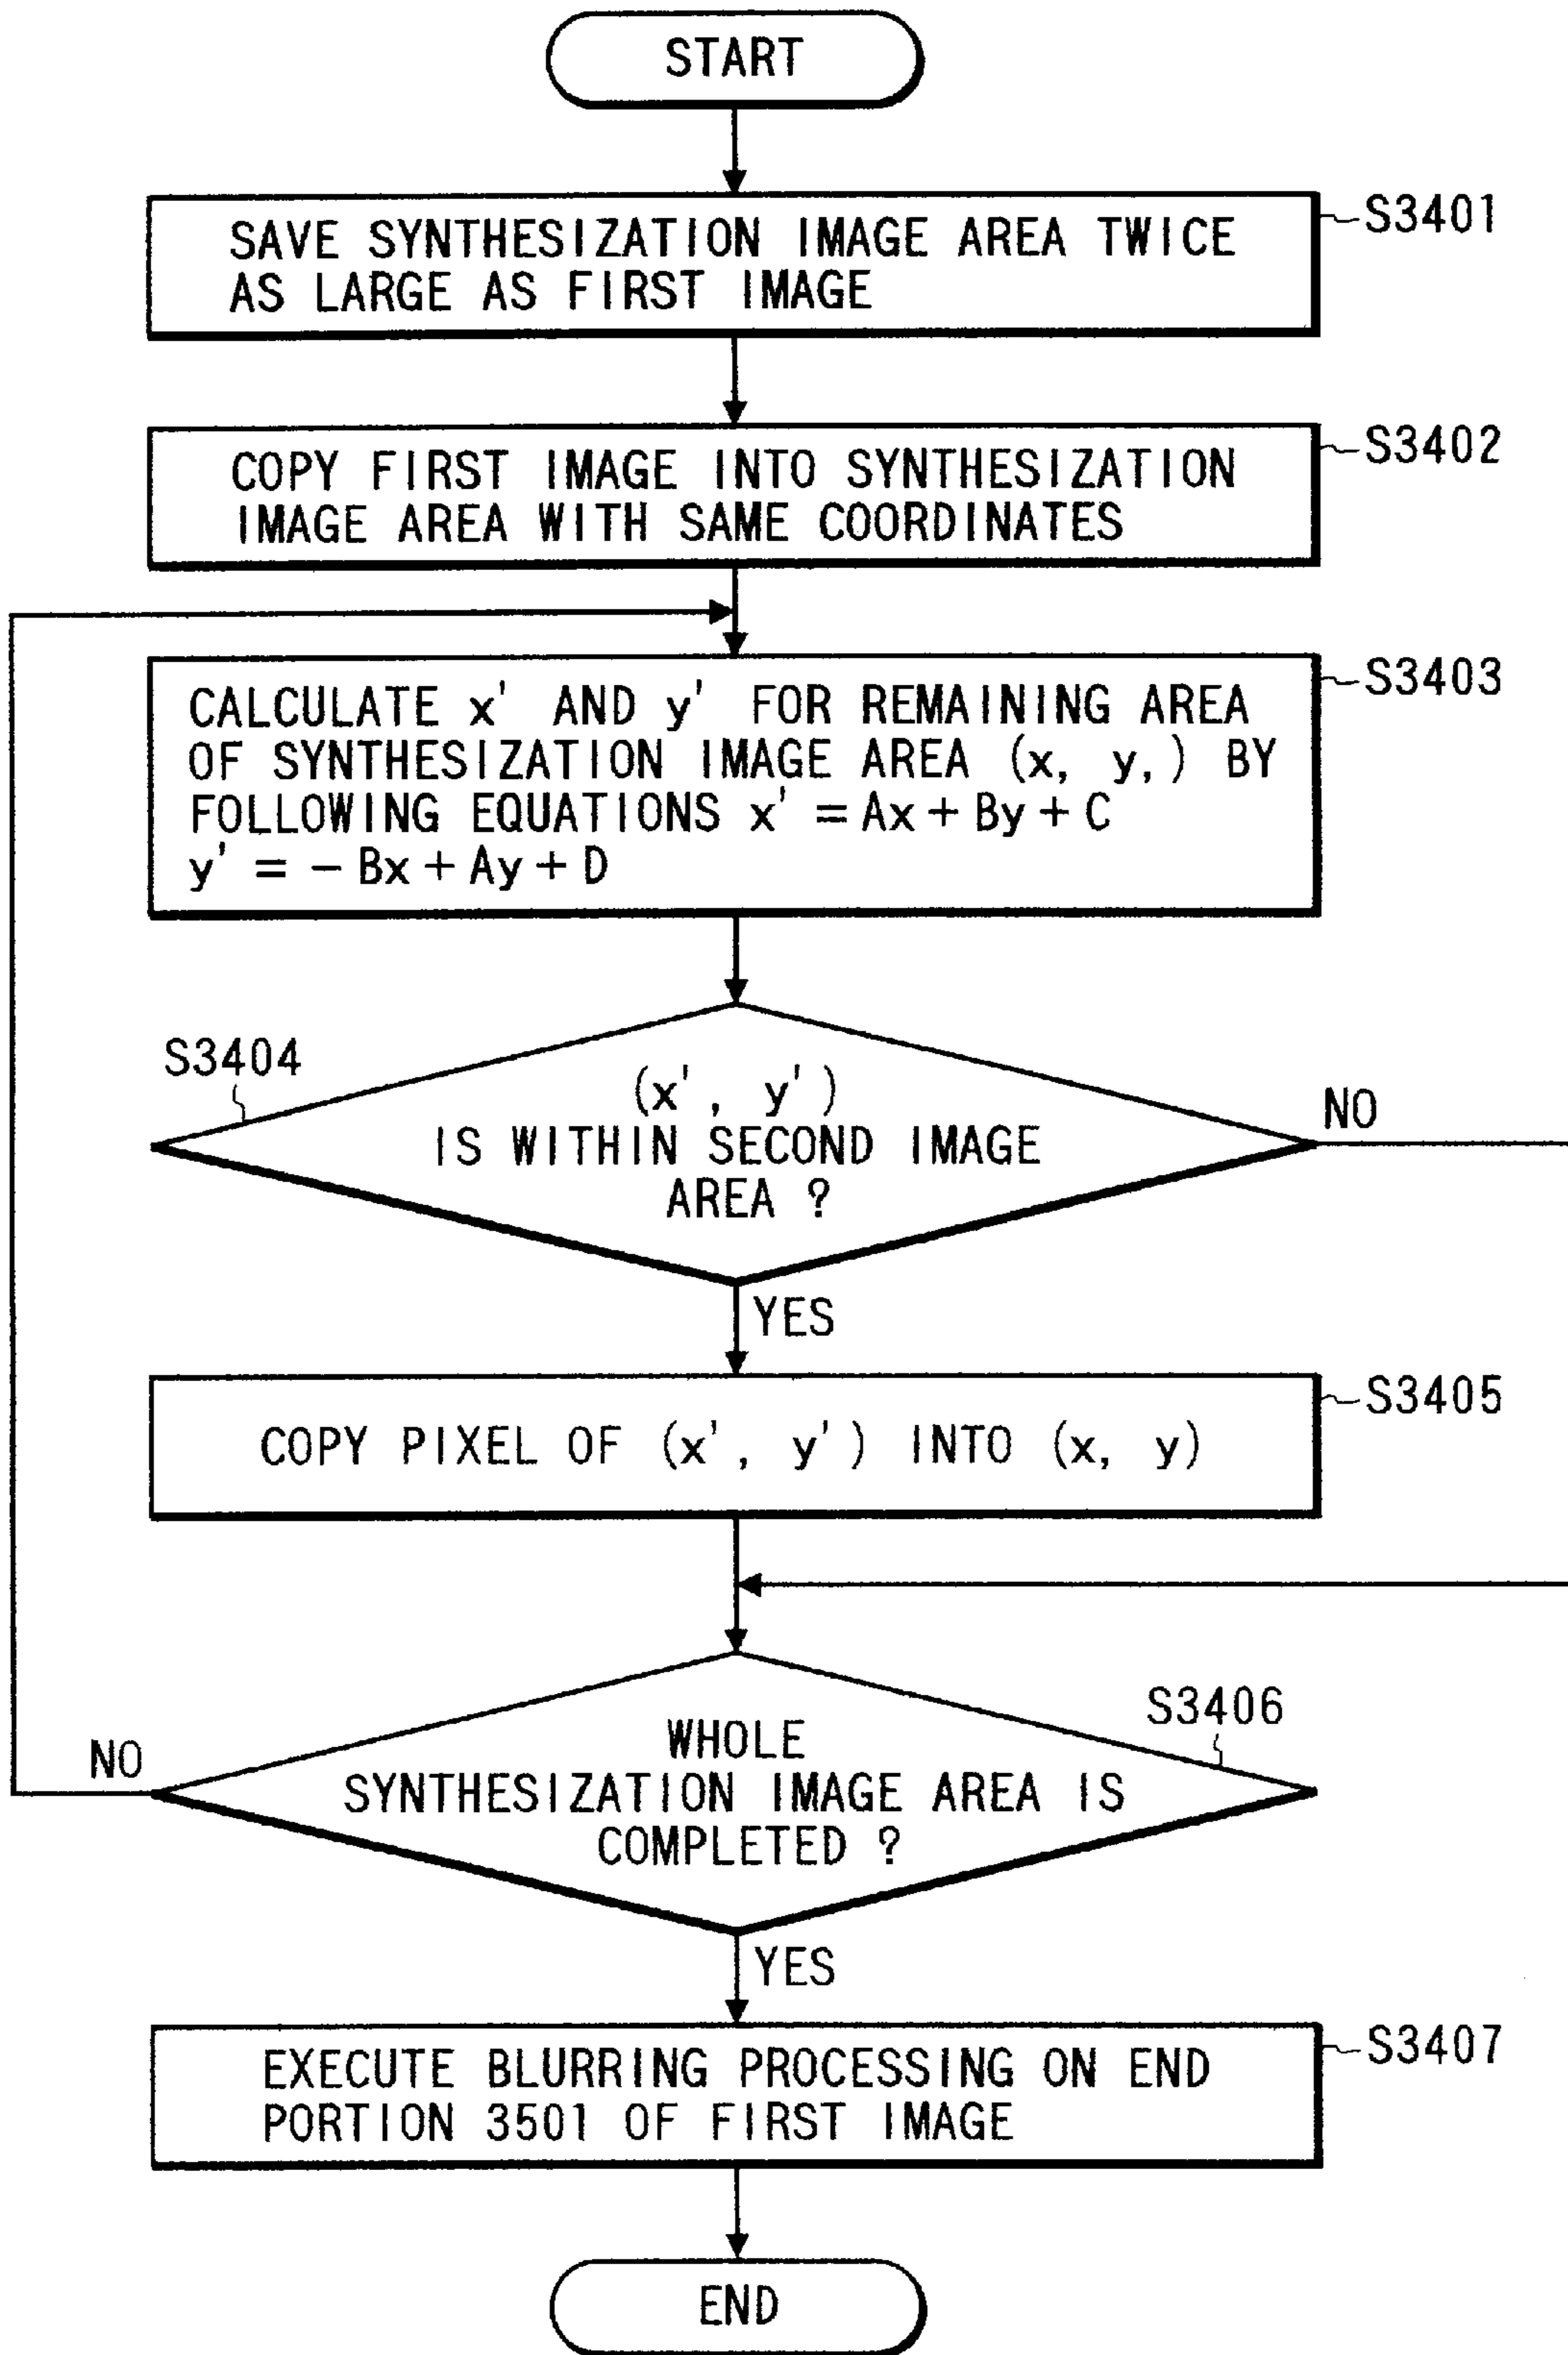 START
SAVE SYNTHESIZATION IMAGE AREA TWICE
AS LARGE AS FIRST IMAGE
S3401
COPY FIRST IMAGE INTO SYNTHESIZATION
IMAGE AREA WITH SAME COORDINATES
S3402
CALCULATE x' AND y' FOR REMAINING AREA
OF SYNTHESIZATION IMAGE AREA (x, y,) BY
FOLLOWING EQUATIONS x' = Ax + By + C
y' = - Bx + Ay + D
S3403
S3404
(x', y')
IS WITHIN SECOND IMAGE
AREA ?
NO
YES
COPY PIXEL OF (x', y') INTO (x, y)
S3405
S3406
WHOLE
SYNTHESIZATION IMAGE AREA IS
COMPLETED ?
NO
YES
EXECUTE BLURRING PROCESSING ON END
PORTION 3501 OF FIRST IMAGE
S3407
END